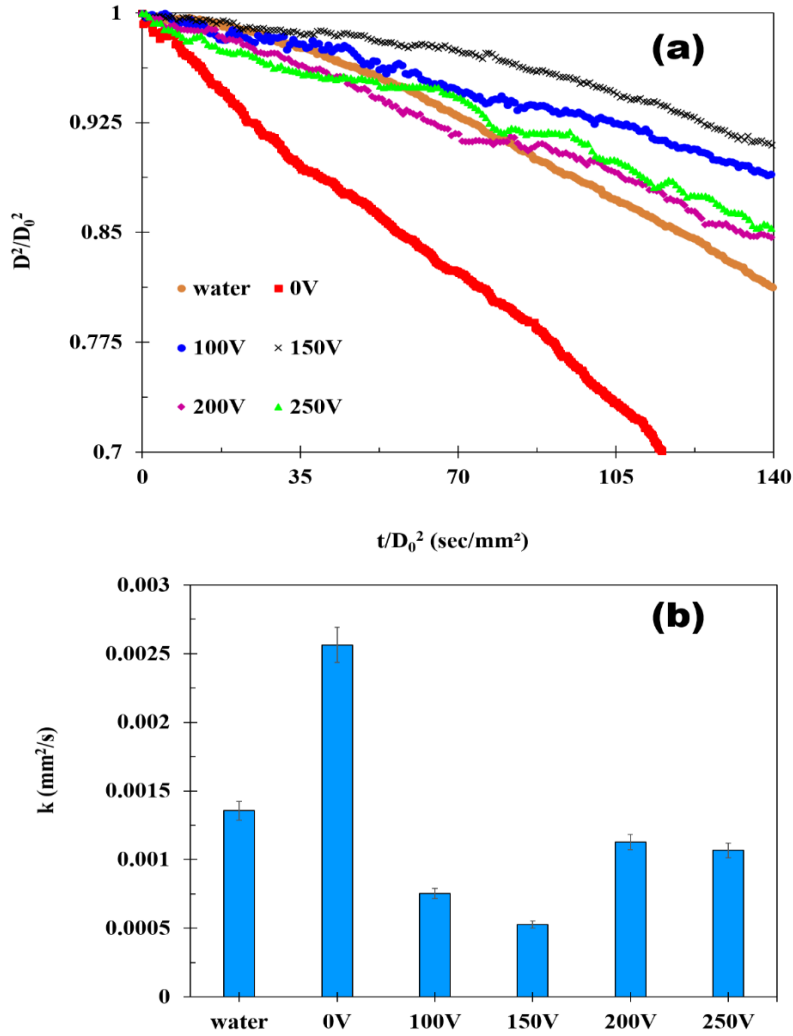 1
(a)
0.925
D²/D₀²
0.85
water 0V
0.775
100V 150V
200V 250V
0.7
0 35 70 105 140
t/D₀² (sec/mm²)
0.003
(b)
0.0025
0.002
k (mm²/s)
0.0015
0.001
0.0005
0
water 0V 100V 150V 200V 250V